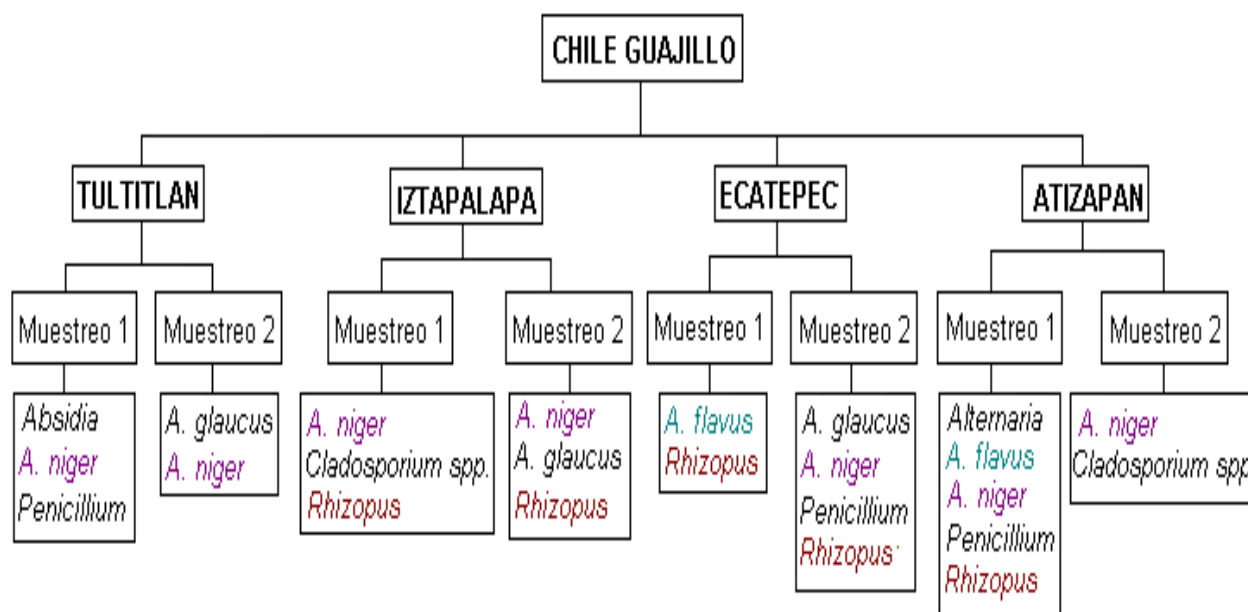 CHILE GUAJILLO
TULTITLAN
IZTAPALAPA
ECATEPEC
ATIZAPAN
Muestreo 1
Muestreo 2
Muestreo 1
Muestreo 2
Muestreo 1
Muestreo 2
Muestreo 1
Muestreo 2
Absidia
A. niger
Penicillium
A. glaucus
A. niger
A. niger
Cladosporium spp.
Rhizopus
A. niger
A. glaucus
Rhizopus
A. flavus
Rhizopus
A. glaucus
A. niger
Penicillium
Rhizopus
Alternaria
A. flavus
A. niger
Penicillium
Rhizopus
A. niger
Cladosporium spp